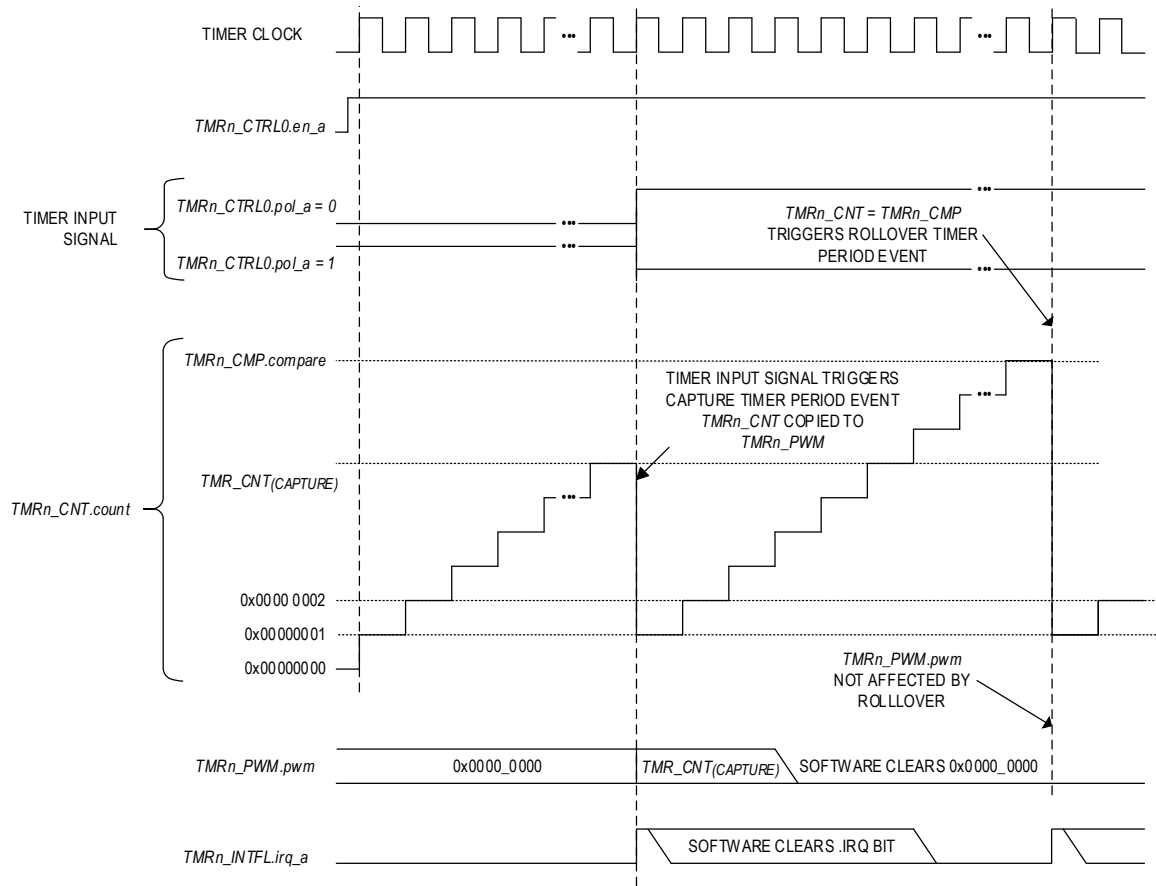 TIMER CLOCK
...
...
TMRn_CTRL0.en_a
TIMER INPUT
SIGNAL
TMRn_CTRL0.pol_a = 0
TMRn_CTRL0.pol_a = 1
...
...
...
...
TMRn_CNT = TMRn_CMP
TRIGGERS ROLLOVER TIMER
PERIOD EVENT
TMRn_CNT.count
TMRn_CMP.compare
TMR_CNT(CAPTURE)
0x0000 0002
0x00000001
0x00000000
...
TIMER INPUT SIGNAL TRIGGERS
CAPTURE TIMER PERIOD EVENT
TMRn_CNT COPIED TO
TMRn_PWM
...
TMRn_PWM.pwm
NOT AFFECTED BY
ROLLLOVER
TMRn_PWM.pwm
0x0000_0000
TMR_CNT(CAPTURE)
SOFTWARE CLEARS 0x0000_0000
TMRn_INTFL.irq_a
SOFTWARE CLEARS .IRQ BIT